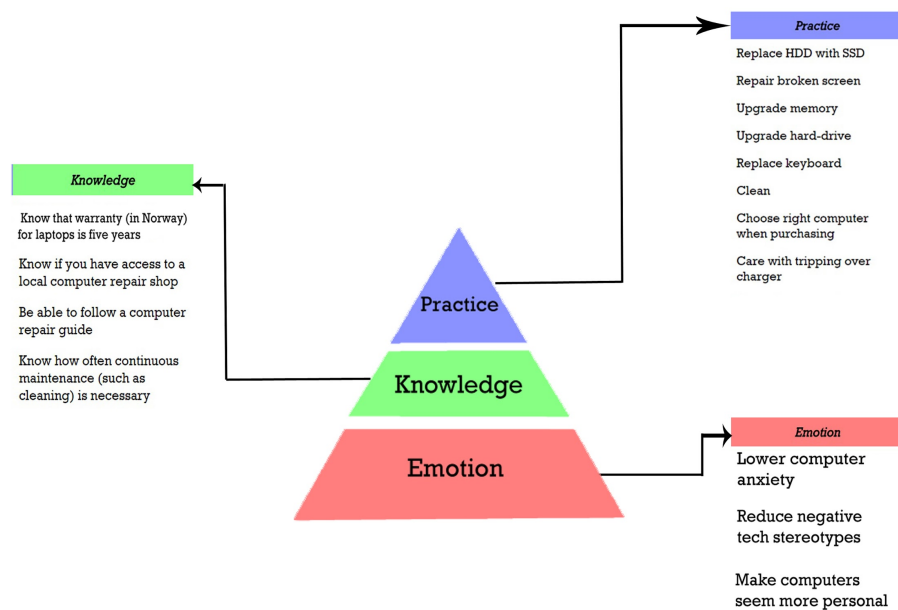 Practice
Replace HDD with SSD
Repair broken screen
Upgrade memory
Upgrade hard-drive
Replace keyboard
Clean
Choose right computer
when purchasing
Care with tripping over
charger
Knowledge
Know that warranty (in Norway)
for laptops is five years
Know if you have access to a
local computer repair shop
Be able to follow a computer
repair guide
Know how often continuous
maintenance (such as
cleaning) is necessary
Practice
Knowledge
Emotion
Emotion
Lower computer
anxiety
Reduce negative
tech stereotypes
Make computers
seem more personal